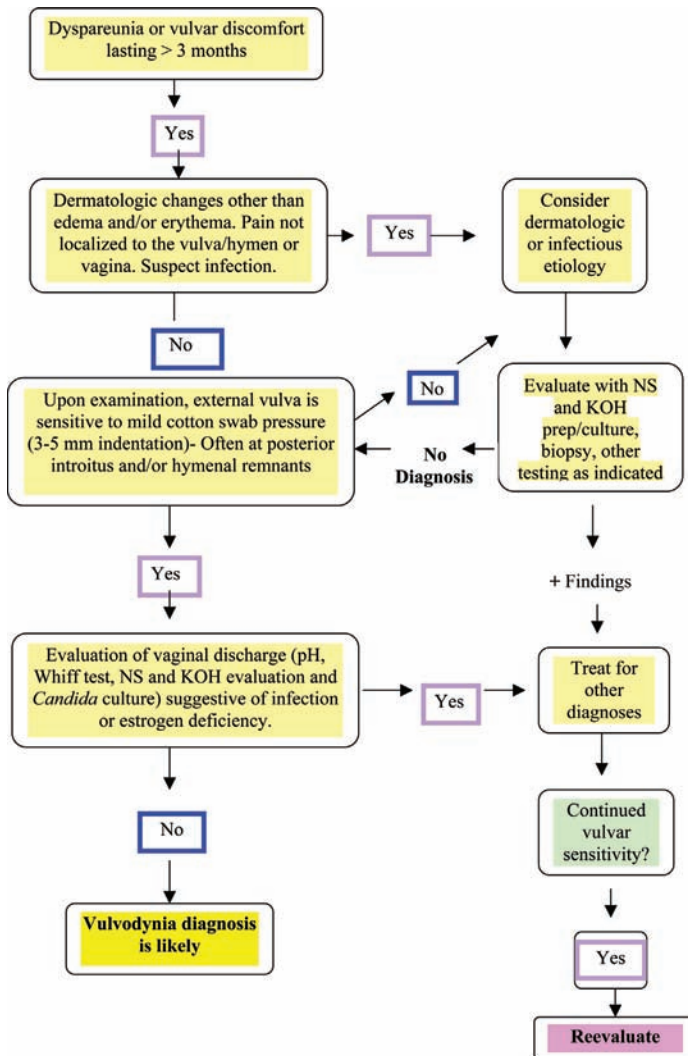 Dyspareunia or vulvar discomfort
lasting > 3 months
Yes
Dermatologic changes other than
edema and/or erythema. Pain not
localized to the vulva/hymen or
vagina. Suspect infection.
Yes
Consider
dermatologic
or infectious
etiology
No
Upon examination, external vulva is
sensitive to mild cotton swab pressure
(3-5 mm indentation)- Often at posterior
introitus and/or hymenal remnants
No
No
Diagnosis
Evaluate with NS
and KOH
prep/culture,
biopsy, other
testing as indicated
Yes
+ Findings
Evaluation of vaginal discharge (pH,
Whiff test, NS and KOH evaluation and
Candida culture) suggestive of infection
or estrogen deficiency.
Yes
Treat for
other
diagnoses
No
Continued
vulvar
sensitivity?
Vulvodynia diagnosis
is likely
Yes
Reevaluate